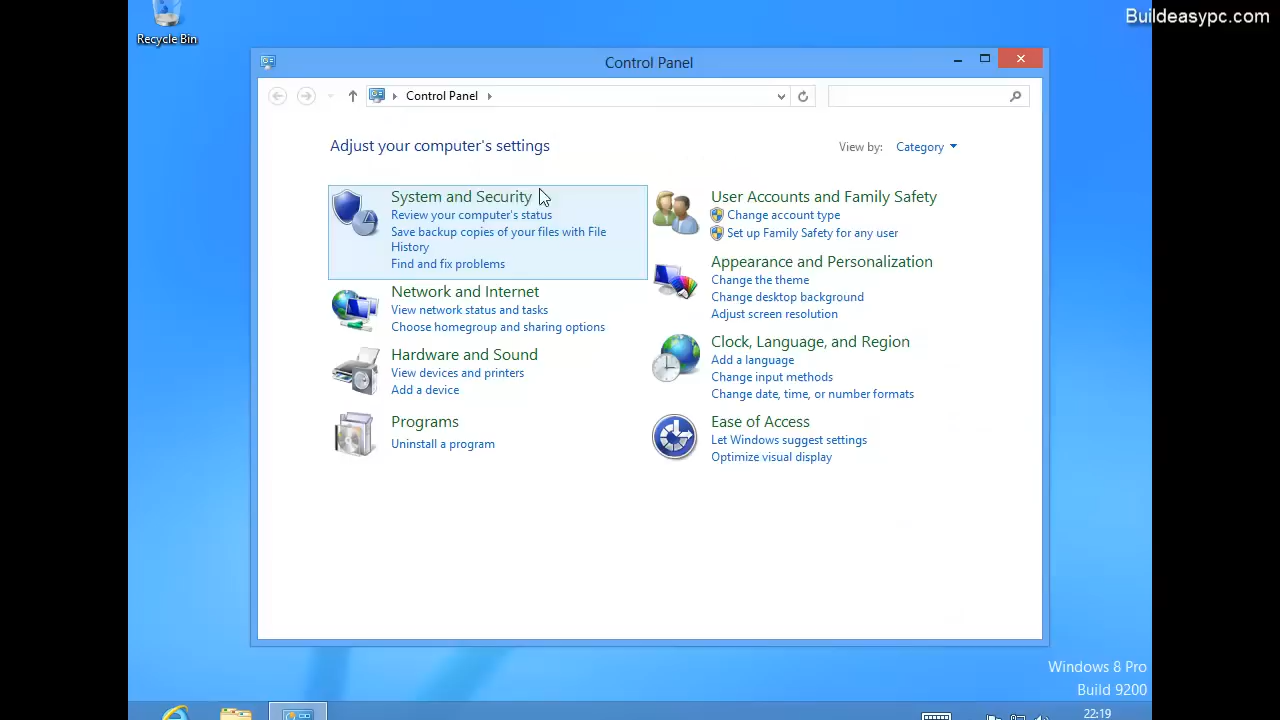 Buildeasypc.com
Recycle Bin
Control Panel
Control Panel
Adjust your computer's settings
View by: Category
System and Security
Review your computer's status
Save backup copies of your files with File
History
Find and fix problems
Network and Internet
View network status and tasks
Choose homegroup and sharing options
Hardware and Sound
View devices and printers
Add a device
Programs
Uninstall a program
User Accounts and Family Safety
Change account type
Set up Family Safety for any user
Appearance and Personalization
Change the theme
Change desktop background
Adjust screen resolution
Clock, Language, and Region
Add a language
Change input methods
Change date, time, or number formats
Ease of Access
Let Windows suggest settings
Optimize visual display
Windows 8 Pro
Build 9200
22:19